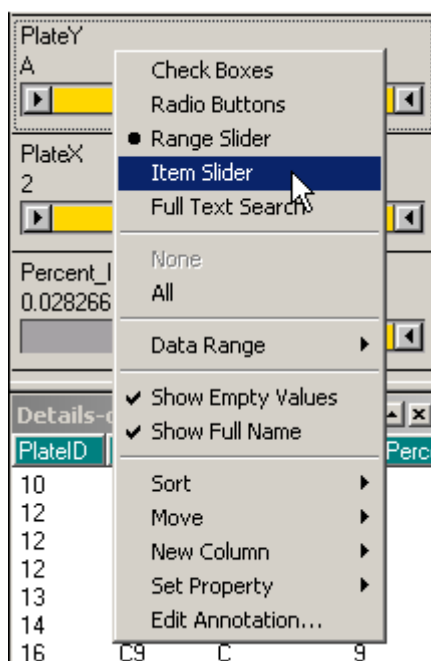 PlateY
A
Check Boxes
Radio Buttons
Range Slider
PlateX
2
Item Slider
Full Text Search
None
Percent_I
0.028266
All
Data Range
Show Empty Values
Details-
Show Full Name
PlateID
Perc
10
Sort
12
Move
12
New Column
12
13
Set Property
14
Edit Annotation...
16 C9 C 9